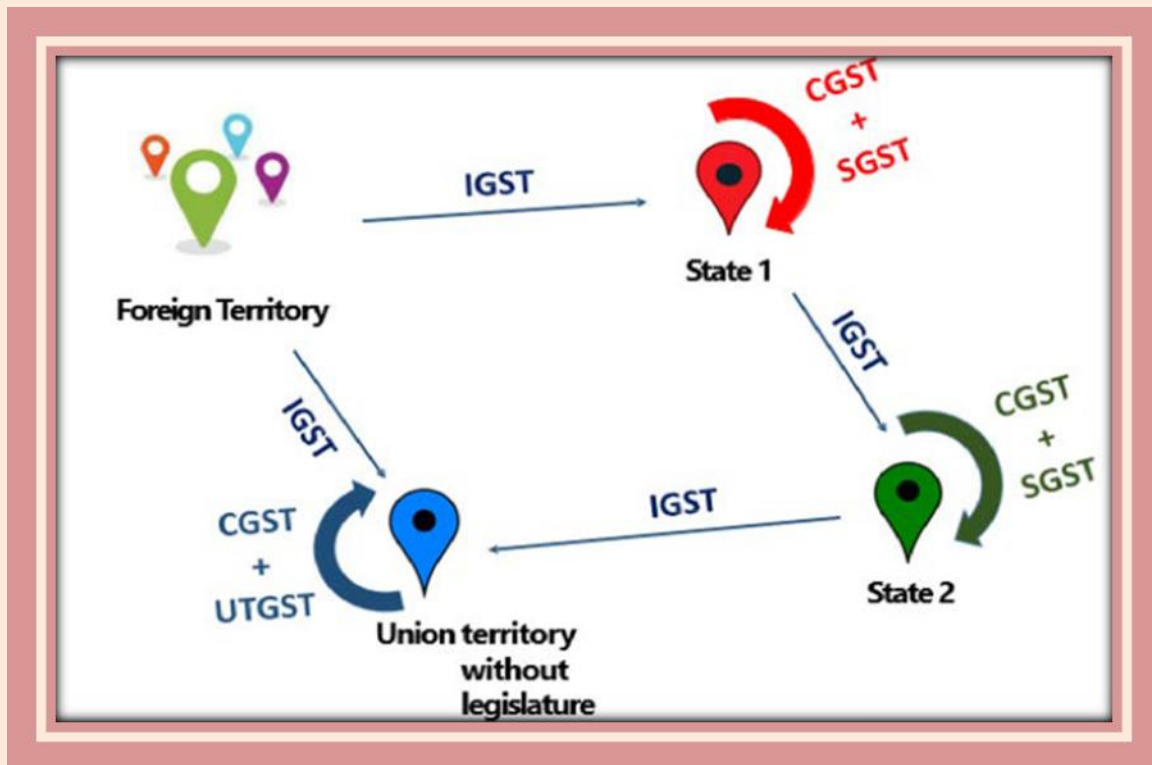 CGST
+
SGST
IGST
State 1
Foreign Territory
IGST
IGST
CGST
+
SGST
CGST
+
UTGST
IGST
State 2
Union territory
without
legislature